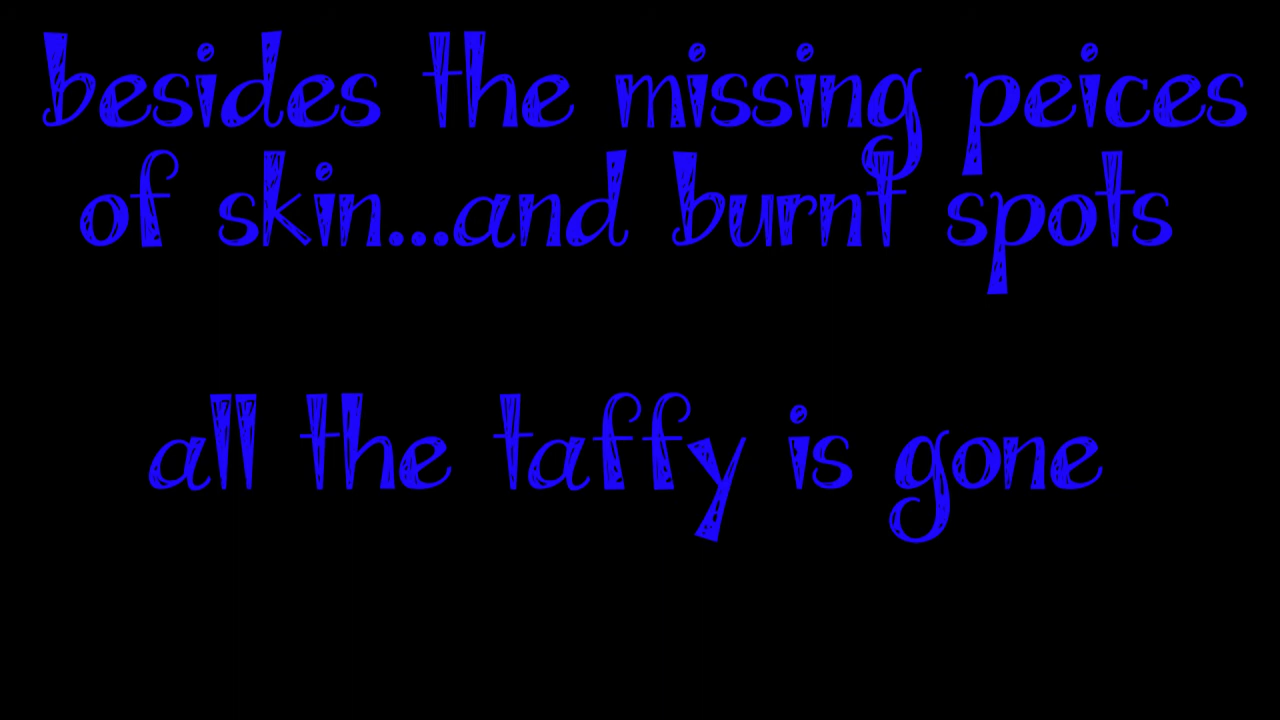 besides the missing peices
of skin...and burnt spots
all the taffy is gone